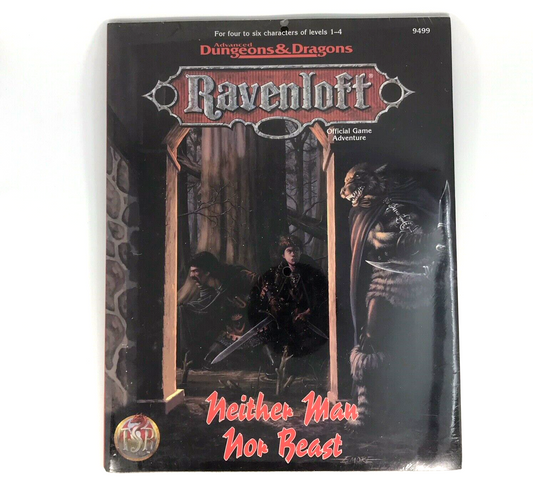 For four to six characters of levels 1–4
9499
Advanced
Dungeons & Dragons
Ravenloft
Official Game
Adventure
Neither Man
Nor Beast
TSR
ELMORE